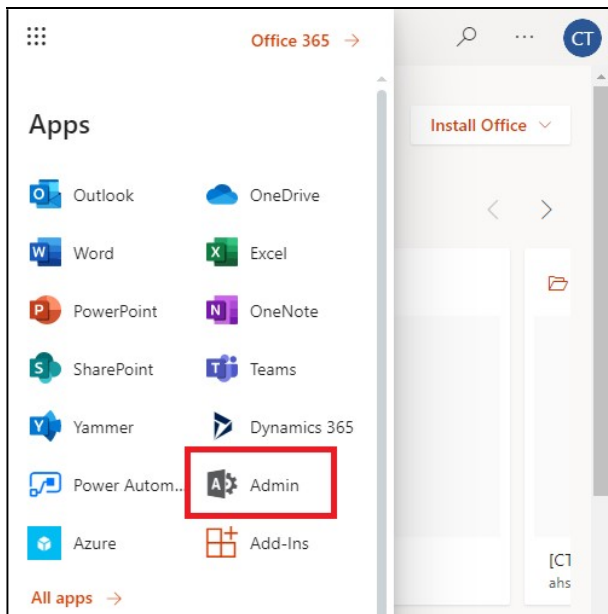 Office 365 →
CT
Apps
Install Office
Outlook
OneDrive
Word
Excel
PowerPoint
OneNote
SharePoint
Teams
Yammer
Dynamics 365
Power Autom...
Admin
Azure
Add-Ins
All apps →
[CT
ahs